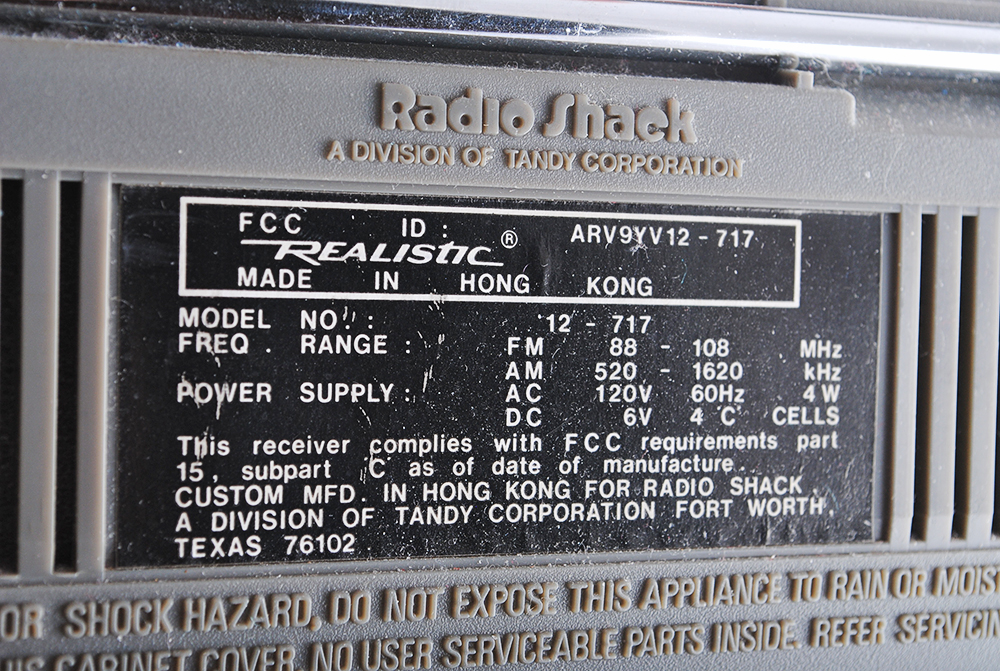 Radio Shack
A DIVISION OF TANDY CORPORATION
FCC ID : ARV9YV12 - 717
REALISTIC®
MADE IN HONG KONG
MODEL NO. : 12 - 717
FREQ. RANGE : FM 88 - 108 MHz
AM 520 - 1620 kHz
POWER SUPPLY : AC 120V 60Hz 4W
DC 6V 4 "C" CELLS
This receiver complies with FCC requirements part
15, subpart C as of date of manufacture.
CUSTOM MFD. IN HONG KONG FOR RADIO SHACK,
A DIVISION OF TANDY CORPORATION FORT WORTH,
TEXAS 76102
OR SHOCK HAZARD, DO NOT EXPOSE THIS APPLIANCE TO RAIN OR
CABINET COVER, NO USER SERVICEABLE PARTS INSIDE. REFER